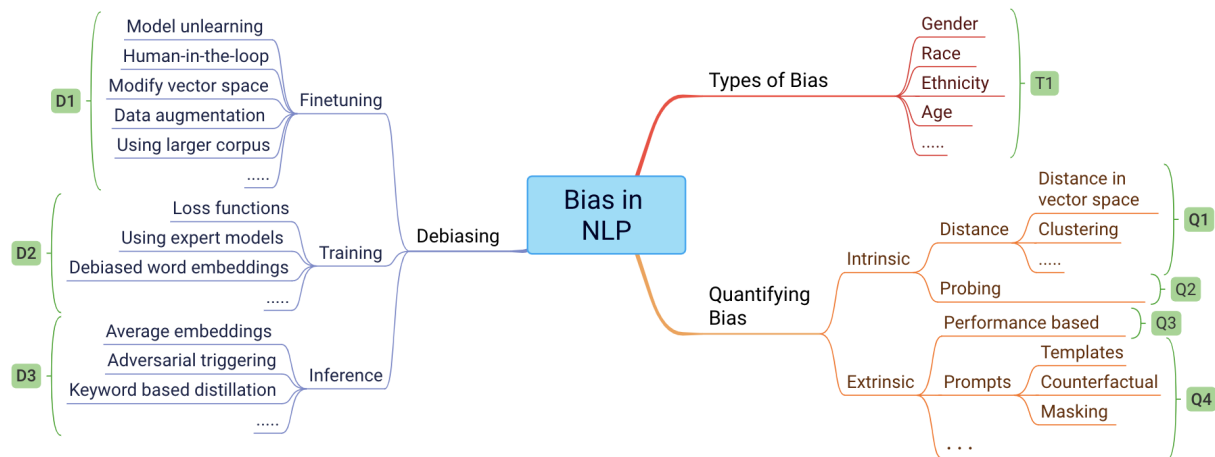 Model unlearning
Human-in-the-loop
Modify vector space
Data augmentation
Using larger corpus
.....
Finetuning
D1
Loss functions
Using expert models
Debiased word embeddings
.....
Training
D2
Average embeddings
Adversarial triggering
Keyword based distillation
.....
Inference
D3
Debiasing
Bias in
NLP
Types of Bias
Gender
Race
Ethnicity
Age
.....
T1
Quantifying
Bias
Intrinsic
Distance
Distance in
vector space
Clustering
.....
Q1
Probing
Q2
Extrinsic
Performance based
Q3
Prompts
Templates
Counterfactual
Masking
. . .
Q4